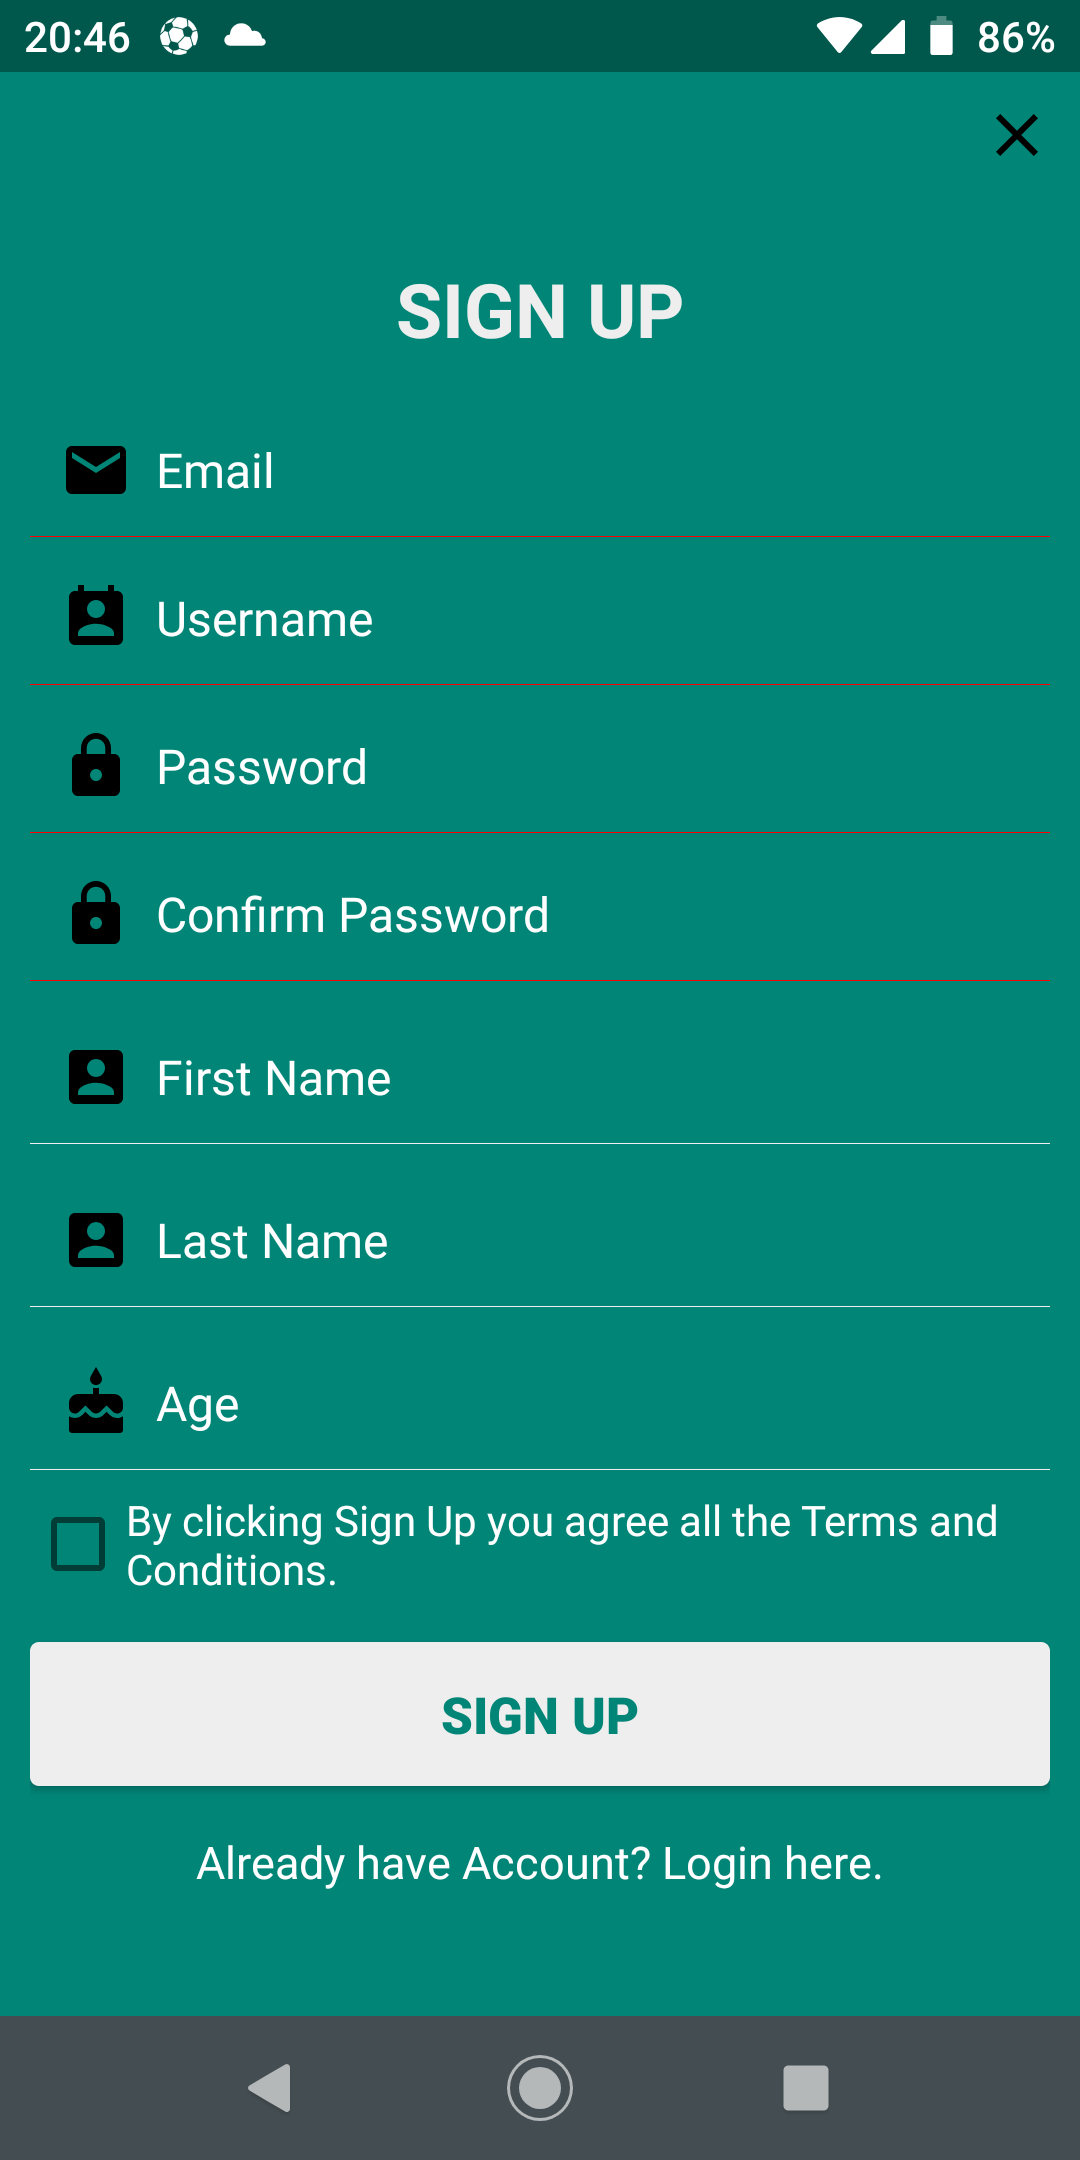 20:46 86%
SIGN UP
Email
Username
Password
Confirm Password
First Name
Last Name
Age
By clicking Sign Up you agree all the Terms and
Conditions.
SIGN UP
Already have Account? Login here.